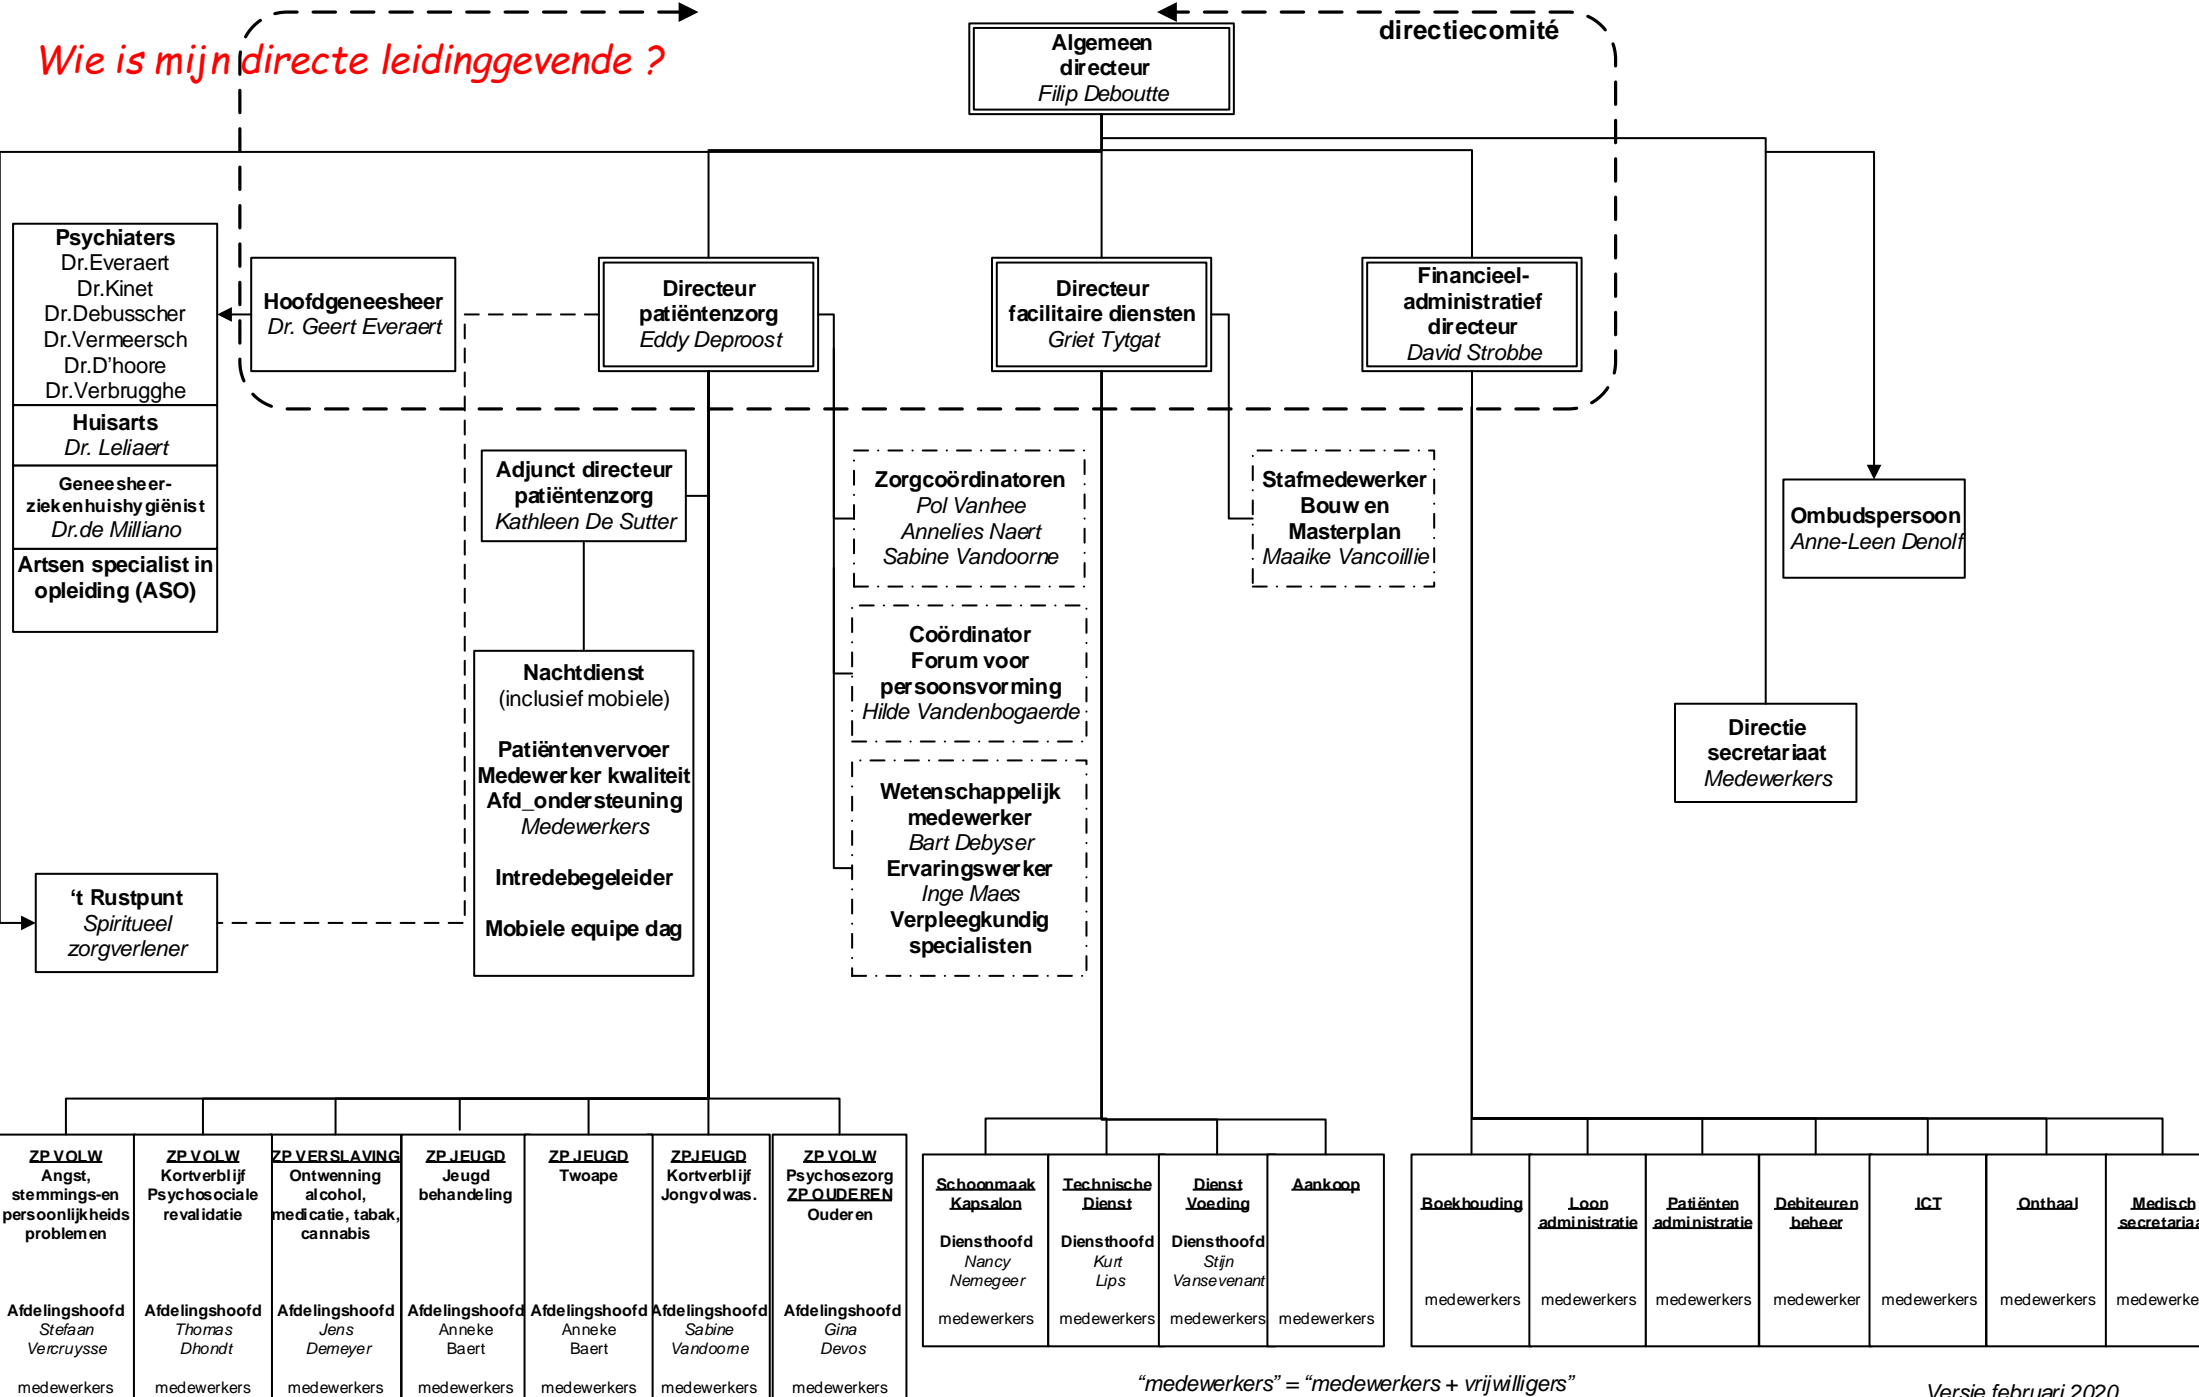 Wie is mijn directe leidinggevende ?
directiecomité
Algemeen
directeur
Filip Deboutte
Psychiaters
Dr.Everaert
Dr.Kinet
Dr.Debusscher
Dr.Vermeersch
Dr.D’hoore
Dr.Verbrugghe
Huisarts
Dr. Leliaert
Geneesheer-
ziekenhuishygiënist
Dr.de Milliano
Artsen specialist in
opleiding (ASO)
Hoofdgeneesheer
Dr. Geert Everaert
Directeur
patiëntenzorg
Eddy Deproost
Directeur
facilitaire diensten
Griet Tytgat
Financieel-
administratief
directeur
David Strobbe
Adjunct directeur
patiëntenzorg
Kathleen De Sutter
Zorgcoördinatoren
Pol Vanhee
Annelies Naert
Sabine Vandoorne
Stafmedewerker
Bouw en
Masterplan
Maaike Vancoillie
Ombudspersoon
Anne-Leen Denolf
Nachtdienst
(inclusief mobiele)
Patiëntenvervoer
Medewerker kwaliteit
Afd_ondersteuning
Medewerkers
Intredebegeleider
Mobiele equipe dag
Coördinator
Forum voor
persoonsvorming
Hilde Vandenbogaerde
Wetenschappelijk
medewerker
Bart Debyser
Ervaringswerker
Inge Maes
Verpleegkundig
specialisten
Directie
secretariaat
Medewerkers
‘t Rustpunt
Spiritueel
zorgverlener
ZP VOLW
Angst,
stemmings-en
persoonlijkheids
problemen
Afdelingshoofd
Stefaan
Vercruysse
medewerkers
ZP VOLW
Kortverblijf
Psychosociale
revalidatie
Afdelingshoofd
Thomas
Dhondt
medewerkers
ZP VERSLAVING
Ontwenning
alcohol,
medicatie, tabak,
cannabis
Afdelingshoofd
Jens
Demeyer
medewerkers
ZP JEUGD
Jeugd
behandeling
Afdelingshoofd
Anneke
Baert
medewerkers
ZP JEUGD
Twoape
Afdelingshoofd
Anneke
Baert
medewerkers
ZPJEUGD
Kortverblijf
Jongvolwas.
Afdelingshoofd
Sabine
Vandoorne
medewerkers
ZP VOLW
Psychosezorg
ZP OUDEREN
Ouderen
Afdelingshoofd
Gina
Devos
medewerkers
Schoonmaak
Kapsalon
Diensthoofd
Nancy
Nemegeer
medewerkers
Technische
Dienst
Diensthoofd
Kurt
Lips
medewerkers
Dienst
Voeding
Diensthoofd
Stijn
Vansevenant
medewerkers
Aankoop
medewerkers
Boekhouding
medewerkers
Loon
administratie
medewerkers
Patiënten
administratie
medewerkers
Debiteuren
beheer
medewerker
ICT
medewerkers
Onthaal
medewerkers
Medisch
secretariaa
medewerke
“medewerkers” = “medewerkers + vrijwilligers”
Versie februari 2020